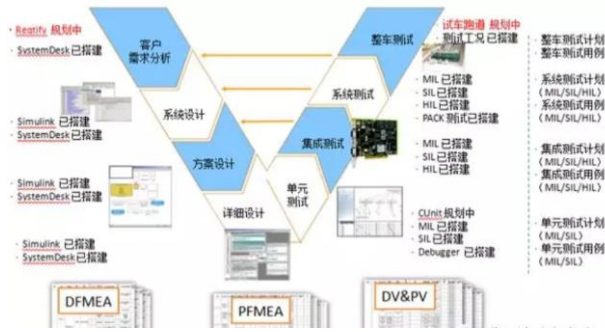 · Reatify 规划中
· SystemDesk 已搭建
客户
需求分析
整车测试
· 试车跑道 规划中
· 测试工况 已搭建
· 整车测试计划
· 整车测试用例
系统设计
系统测试
· MIL 已搭建
· SIL 已搭建
· HIL 已搭建
· PACK 测试已搭建
· 系统测试计划
(MIL/SIL/HIL)
· 系统测试用例
(MIL/SIL/HIL)
· Simulink 已搭建
· SystemDesk 已搭建
方案设计
集成测试
· MIL 已搭建
· SIL 已搭建
· HIL 已搭建
· 集成测试计划
(MIL/SIL/HIL)
· 集成测试用例
(MIL/SIL/HIL)
· Simulink 已搭建
· SystemDesk 已搭建
详细设计
单元
测试
· CUnit 规划中
· MIL 已搭建
· SIL 已搭建
· Debugger 已搭建
· 单元测试计划
(MIL/SIL)
· 单元测试用例
(MIL/SIL)
· Simulink 已搭建
· SystemDesk 已搭建
DFMEA
PFMEA
DV&PV